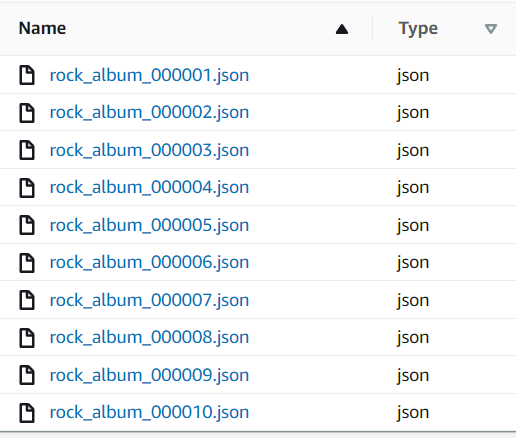 Name Type
rock_album_000001.json json
rock_album_000002.json json
rock_album_000003.json json
rock_album_000004.json json
rock_album_000005.json json
rock_album_000006.json json
rock_album_000007.json json
rock_album_000008.json json
rock_album_000009.json json
rock_album_000010.json json